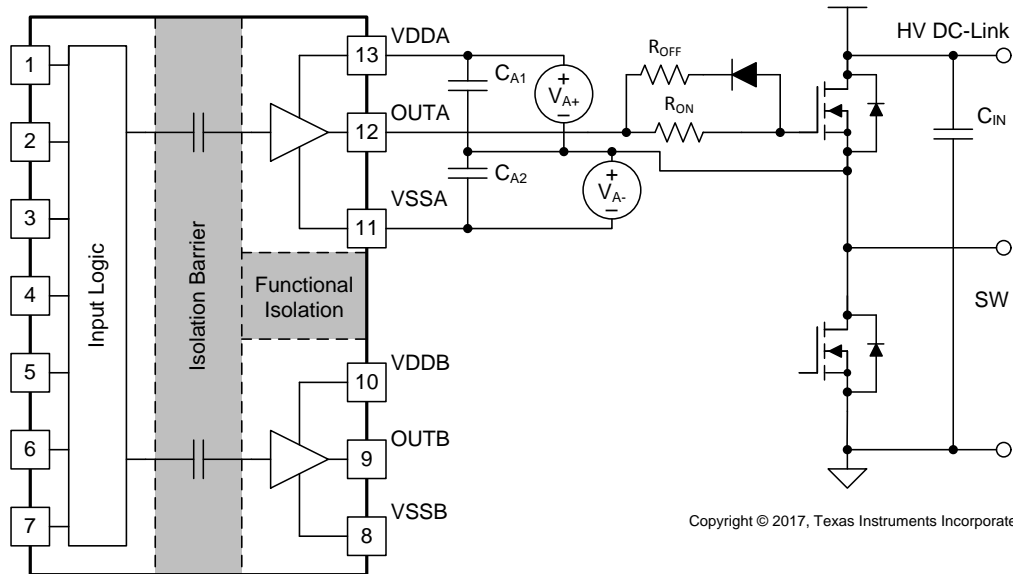 1
2
3
4
5
6
7
Input Logic
Isolation Barrier
Functional
Isolation
13
12
11
10
9
8
VDDA
OUTA
VSSA
VDDB
OUTB
VSSB
CA1
CA2
+
VA+
−
+
VA-
−
ROFF
RON
HV DC-Link
CIN
SW
Copyright © 2017, Texas Instruments Incorporate